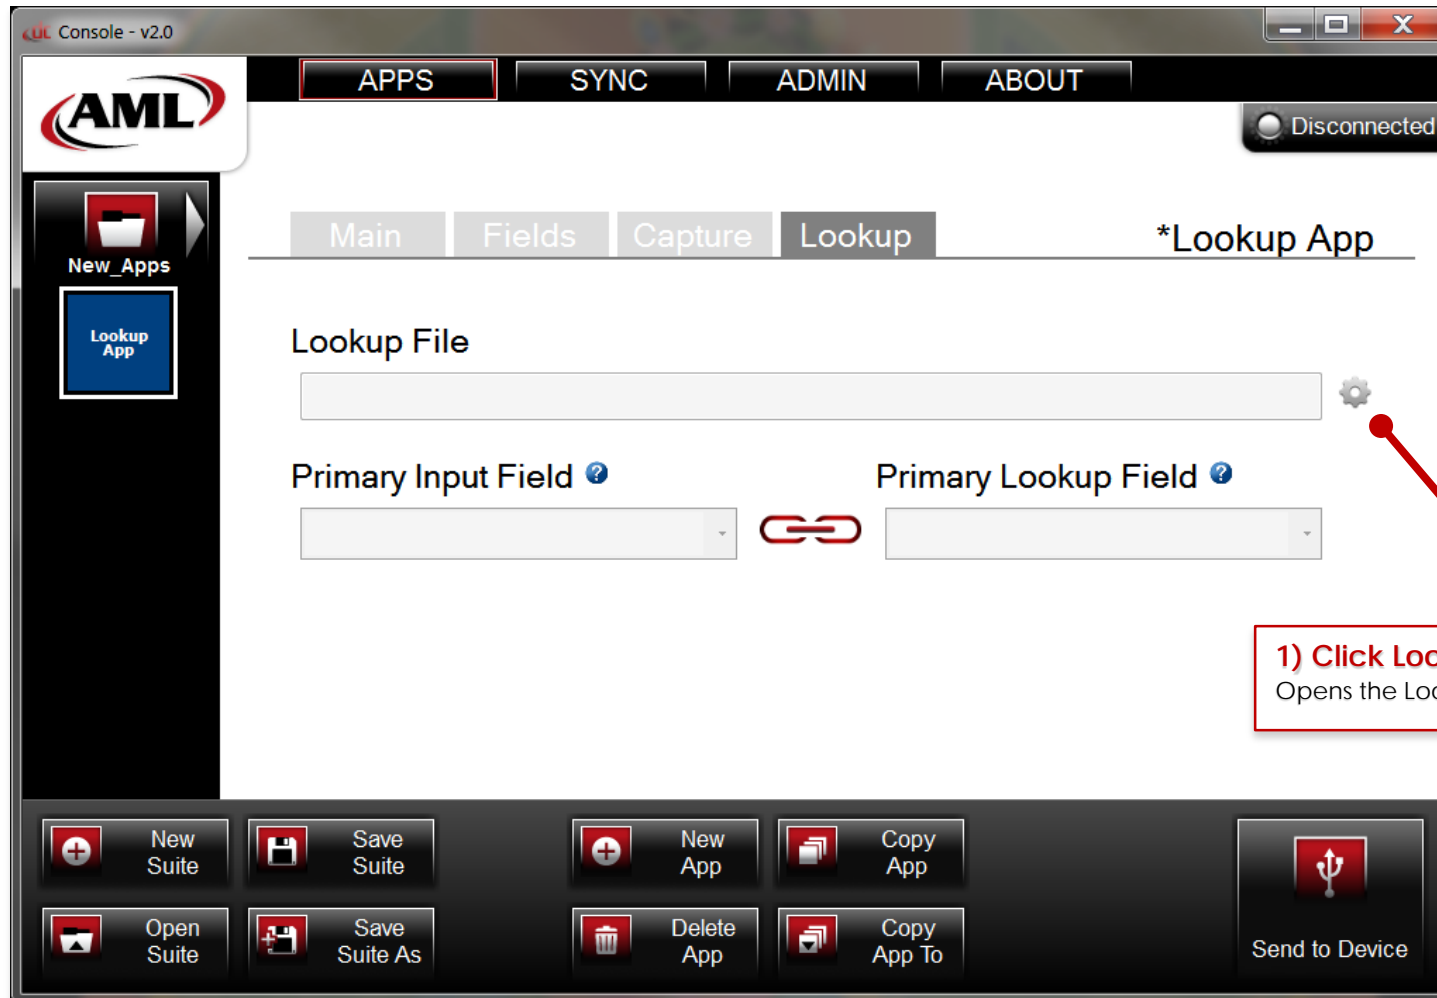 Console - v2.0
AML
APPS SYNC ADMIN ABOUT
Disconnected
New_Apps
Main Fields Capture Lookup *Lookup App
Lookup
App
Lookup File
Primary Input Field ? Primary Lookup Field ?
1) Click Loo
Opens the Loo
New
Suite
Save
Suite
New
App
Copy
App
Open
Suite
Save
Suite As
Delete
App
Copy
App To
Send to Device